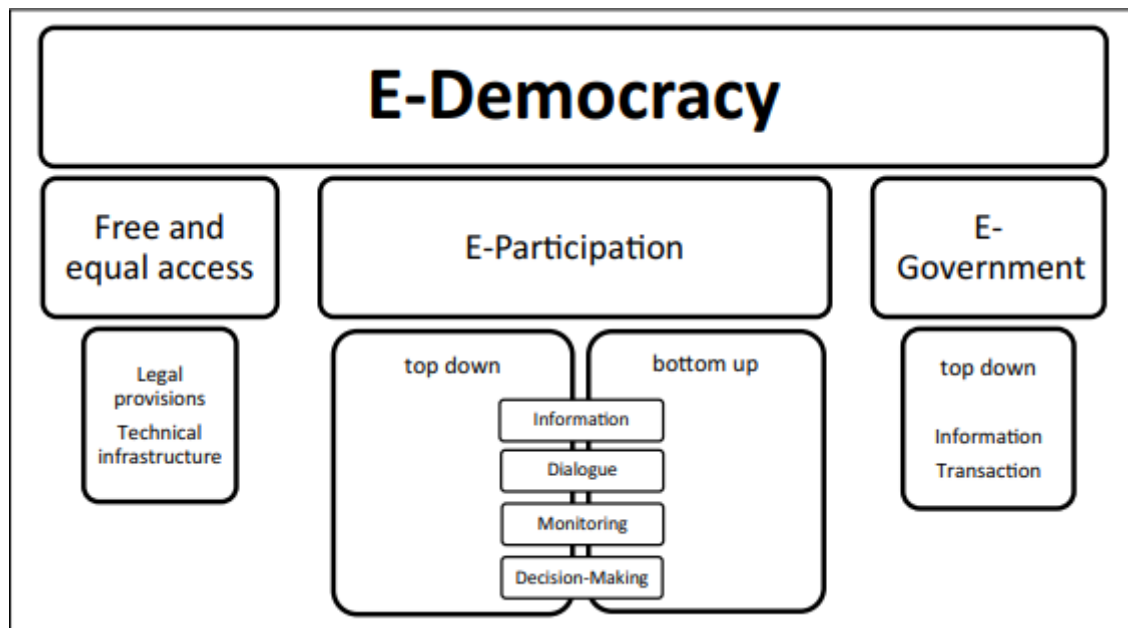 E-Democracy
Free and
equal access
E-Participation
E-
Government
Legal
provisions
Technical
infrastructure
top down
bottom up
Information
Dialogue
Monitoring
Decision-Making
top down
Information
Transaction